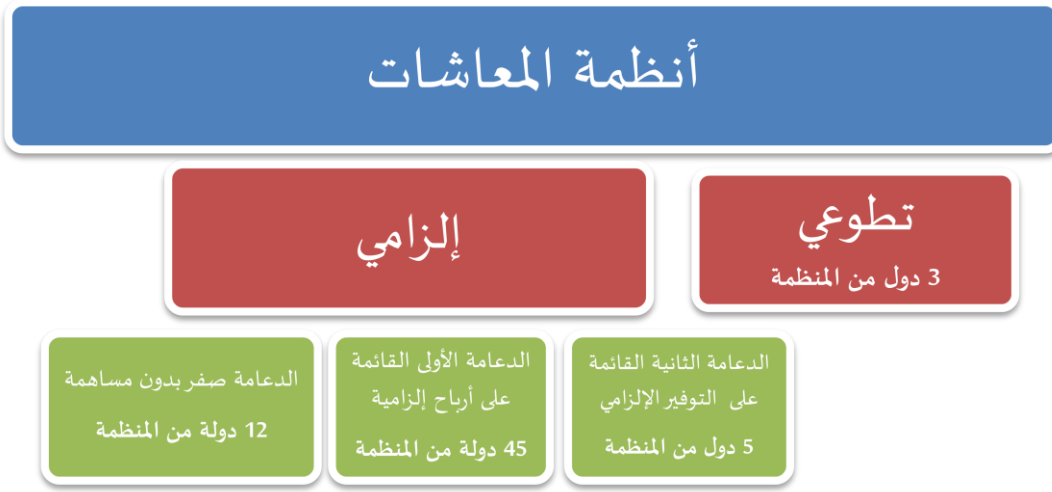 أنظمة المعاشات
تطوعي
3 دول من المنظمة
إلزامي
الدعامة الثانية القائمة
على التوفير الإلزامي
5 دول من المنظمة
الدعامة الأولى القائمة
على أرباح إلزامية
45 دولة من المنظمة
الدعامة صفر بدون مساهمة
12 دولة من المنظمة